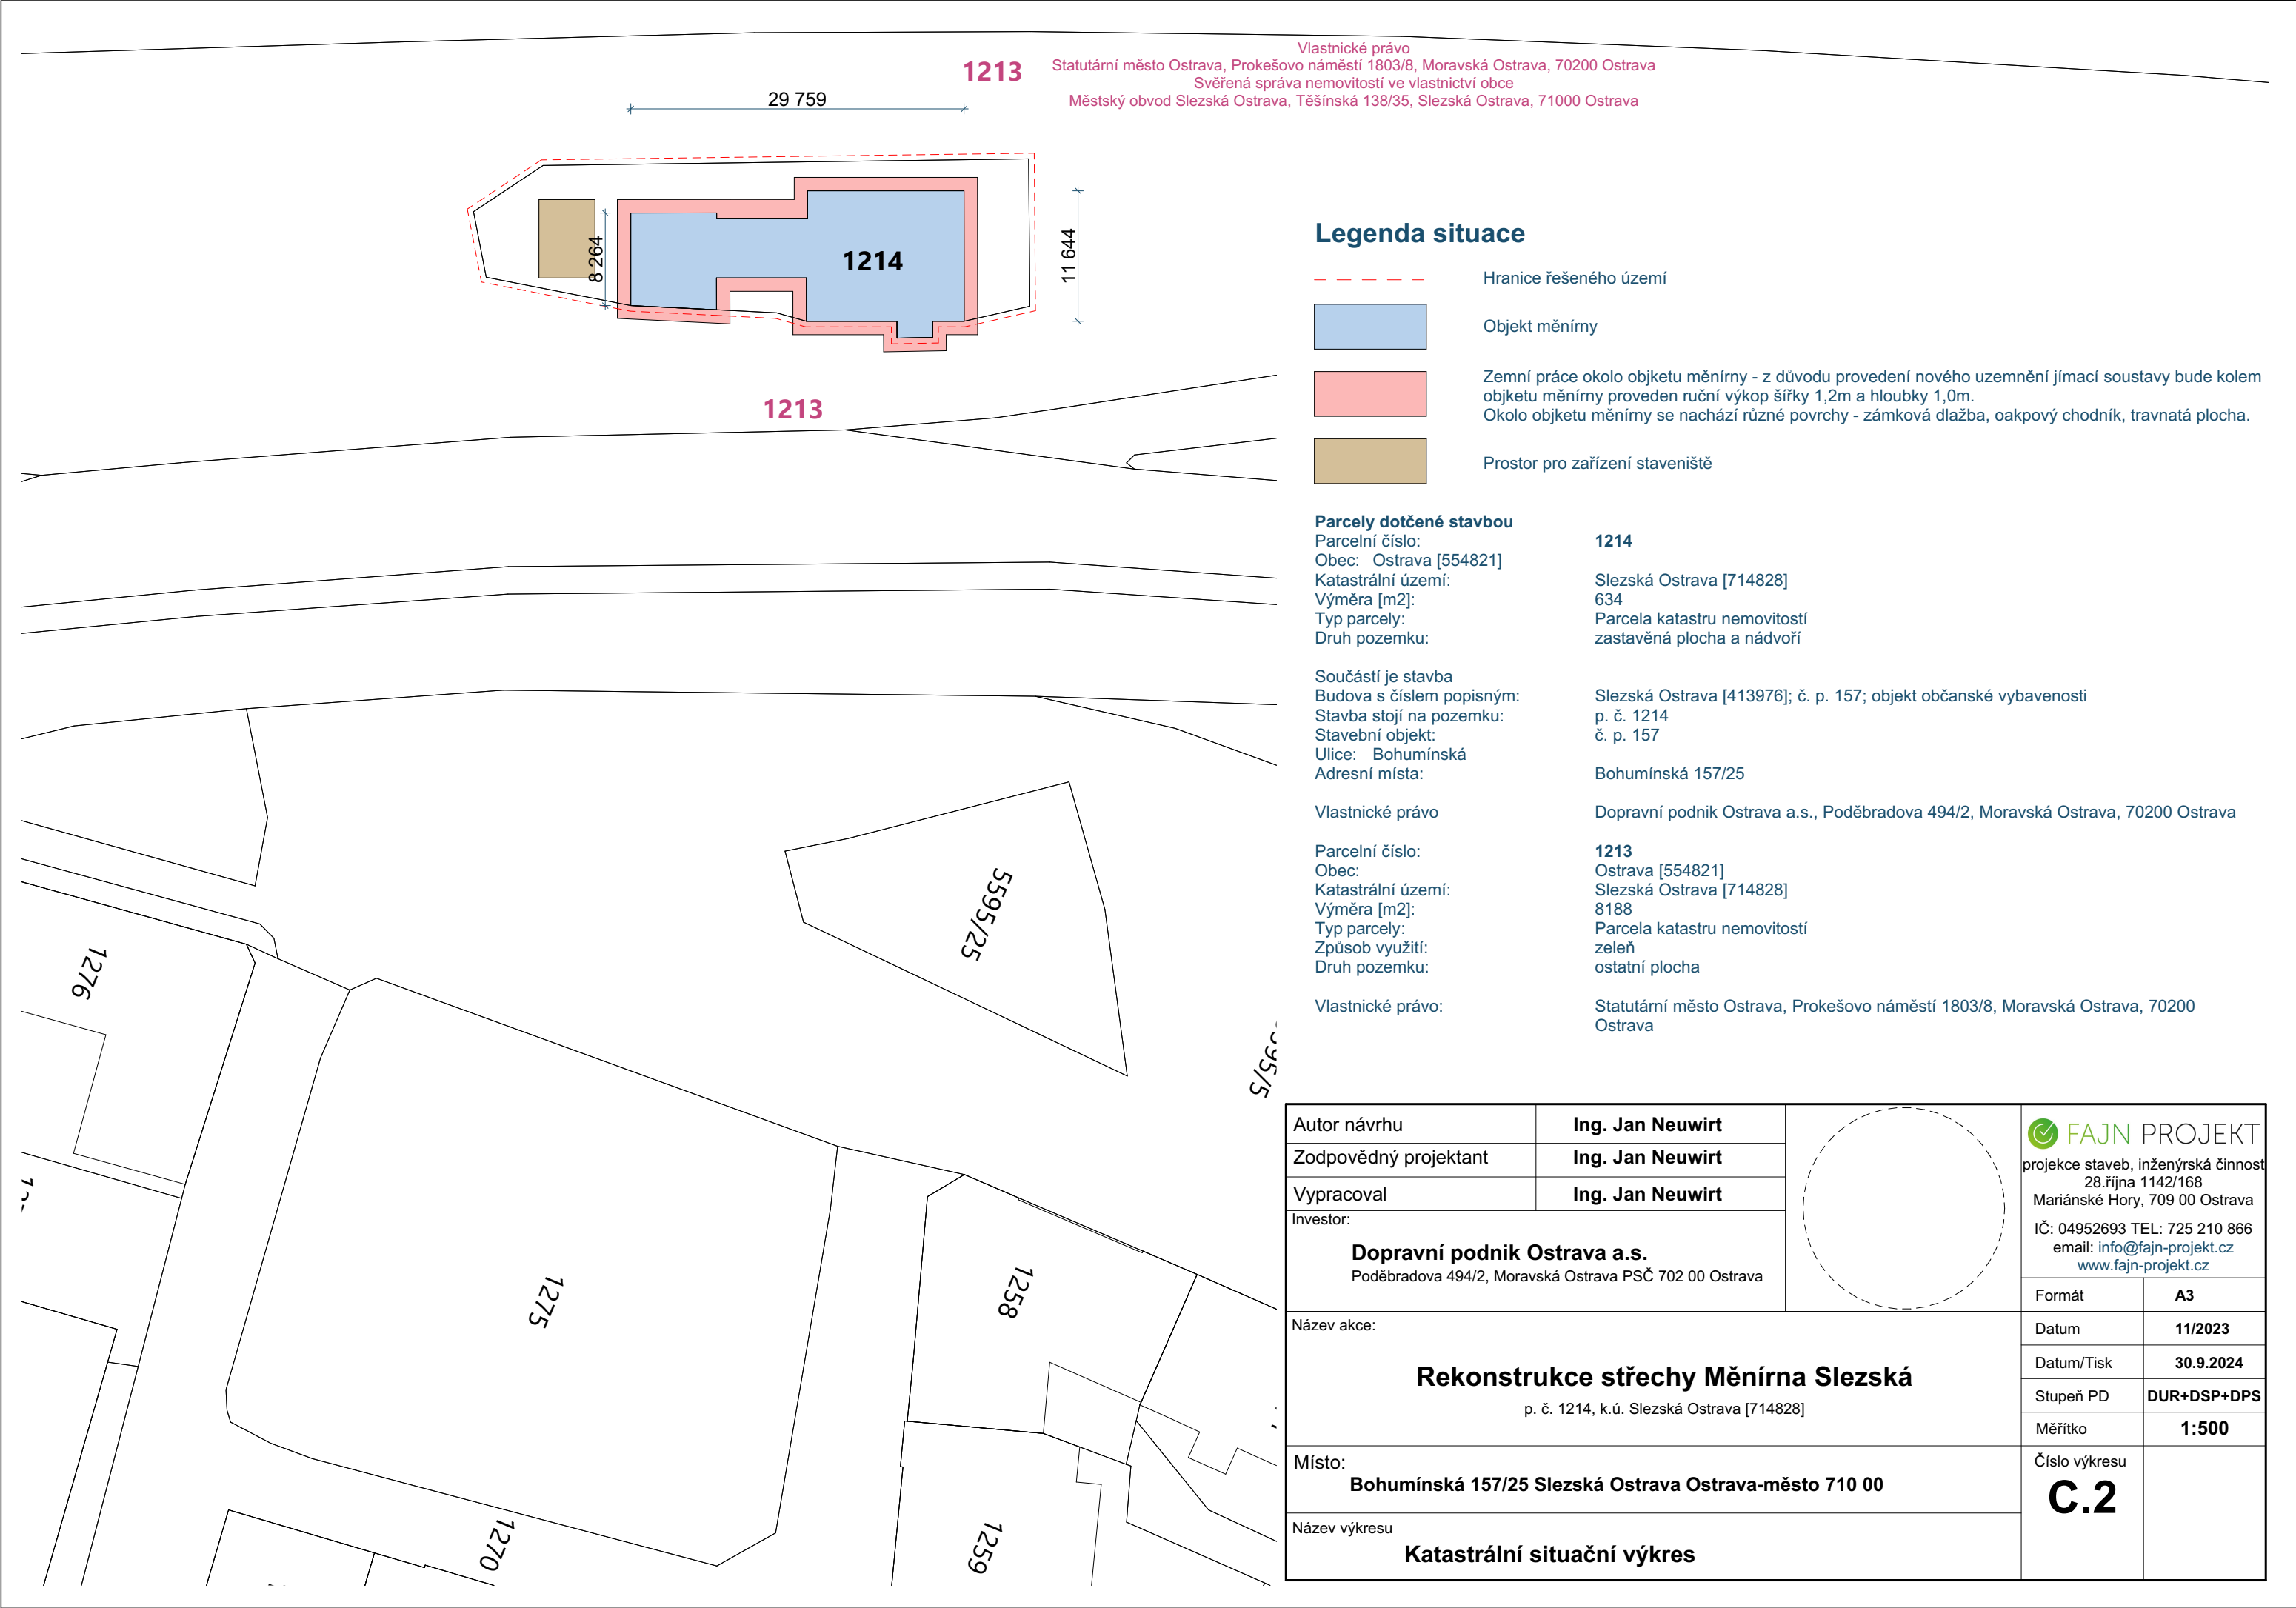 1213
Vlastnické právo
Statutární město Ostrava, Prokešovo náměstí 1803/8, Moravská Ostrava, 70200 Ostrava
Svěřená správa nemovitostí ve vlastnictví obce
Městský obvod Slezská Ostrava, Těšínská 138/35, Slezská Ostrava, 71000 Ostrava
29 759
8 264
1214
11 644
1213
5595/25
1276
1275
1258
1270
1259
Legenda situace
Hranice řešeného území
Objekt měnírny
Zemní práce okolo objketu měnírny - z důvodu provedení nového uzemnění jímací soustavy bude kolem
objketu měnírny proveden ruční výkop šířky 1,2m a hloubky 1,0m.
Okolo objketu měnírny se nachází různé povrchy - zámková dlažba, oakpový chodník, travnatá plocha.
Prostor pro zařízení staveniště
Parcely dotčené stavbou
Parcelní číslo: 1214
Obec: Ostrava [554821]
Katastrální území: Slezská Ostrava [714828]
Výměra [m2]: 634
Typ parcely: Parcela katastru nemovitostí
Druh pozemku: zastavěná plocha a nádvoří
Součástí je stavba
Budova s číslem popisným: Slezská Ostrava [413976]; č. p. 157; objekt občanské vybavenosti
Stavba stojí na pozemku: p. č. 1214
Stavební objekt: č. p. 157
Ulice: Bohumínská
Adresní místa: Bohumínská 157/25
Vlastnické právo Dopravní podnik Ostrava a.s., Poděbradova 494/2, Moravská Ostrava, 70200 Ostrava
Parcelní číslo: 1213
Obec: Ostrava [554821]
Katastrální území: Slezská Ostrava [714828]
Výměra [m2]: 8188
Typ parcely: Parcela katastru nemovitostí
Způsob využití: zeleň
Druh pozemku: ostatní plocha
Vlastnické právo: Statutární město Ostrava, Prokešovo náměstí 1803/8, Moravská Ostrava, 70200
Ostrava
Autor návrhu Ing. Jan Neuwirt
Zodpovědný projektant Ing. Jan Neuwirt
Vypracoval Ing. Jan Neuwirt
Investor:
Dopravní podnik Ostrava a.s.
Poděbradova 494/2, Moravská Ostrava PSČ 702 00 Ostrava
Název akce:
Rekonstrukce střechy Měnírna Slezská
p. č. 1214, k.ú. Slezská Ostrava [714828]
Místo:
Bohumínská 157/25 Slezská Ostrava Ostrava-město 710 00
Název výkresu
Katastrální situační výkres
FAJN PROJEKT
projekce staveb, inženýrská činnost
28.října 1142/168
Mariánské Hory, 709 00 Ostrava
IČ: 04952693 TEL: 725 210 866
email: info@fajn-projekt.cz
www.fajn-projekt.cz
Formát A3
Datum 11/2023
Datum/Tisk 30.9.2024
Stupeň PD DUR+DSP+DPS
Měřítko 1:500
Číslo výkresu
C.2